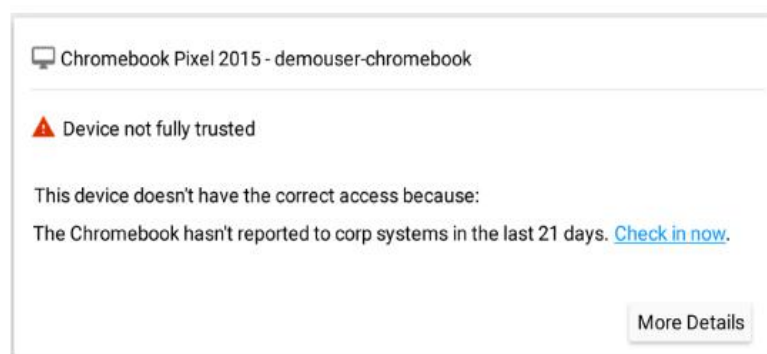 Chromebook Pixel 2015 - demouser-chromebook
Device not fully trusted
This device doesn't have the correct access because:
The Chromebook hasn't reported to corp systems in the last 21 days. Check in now.
More Details